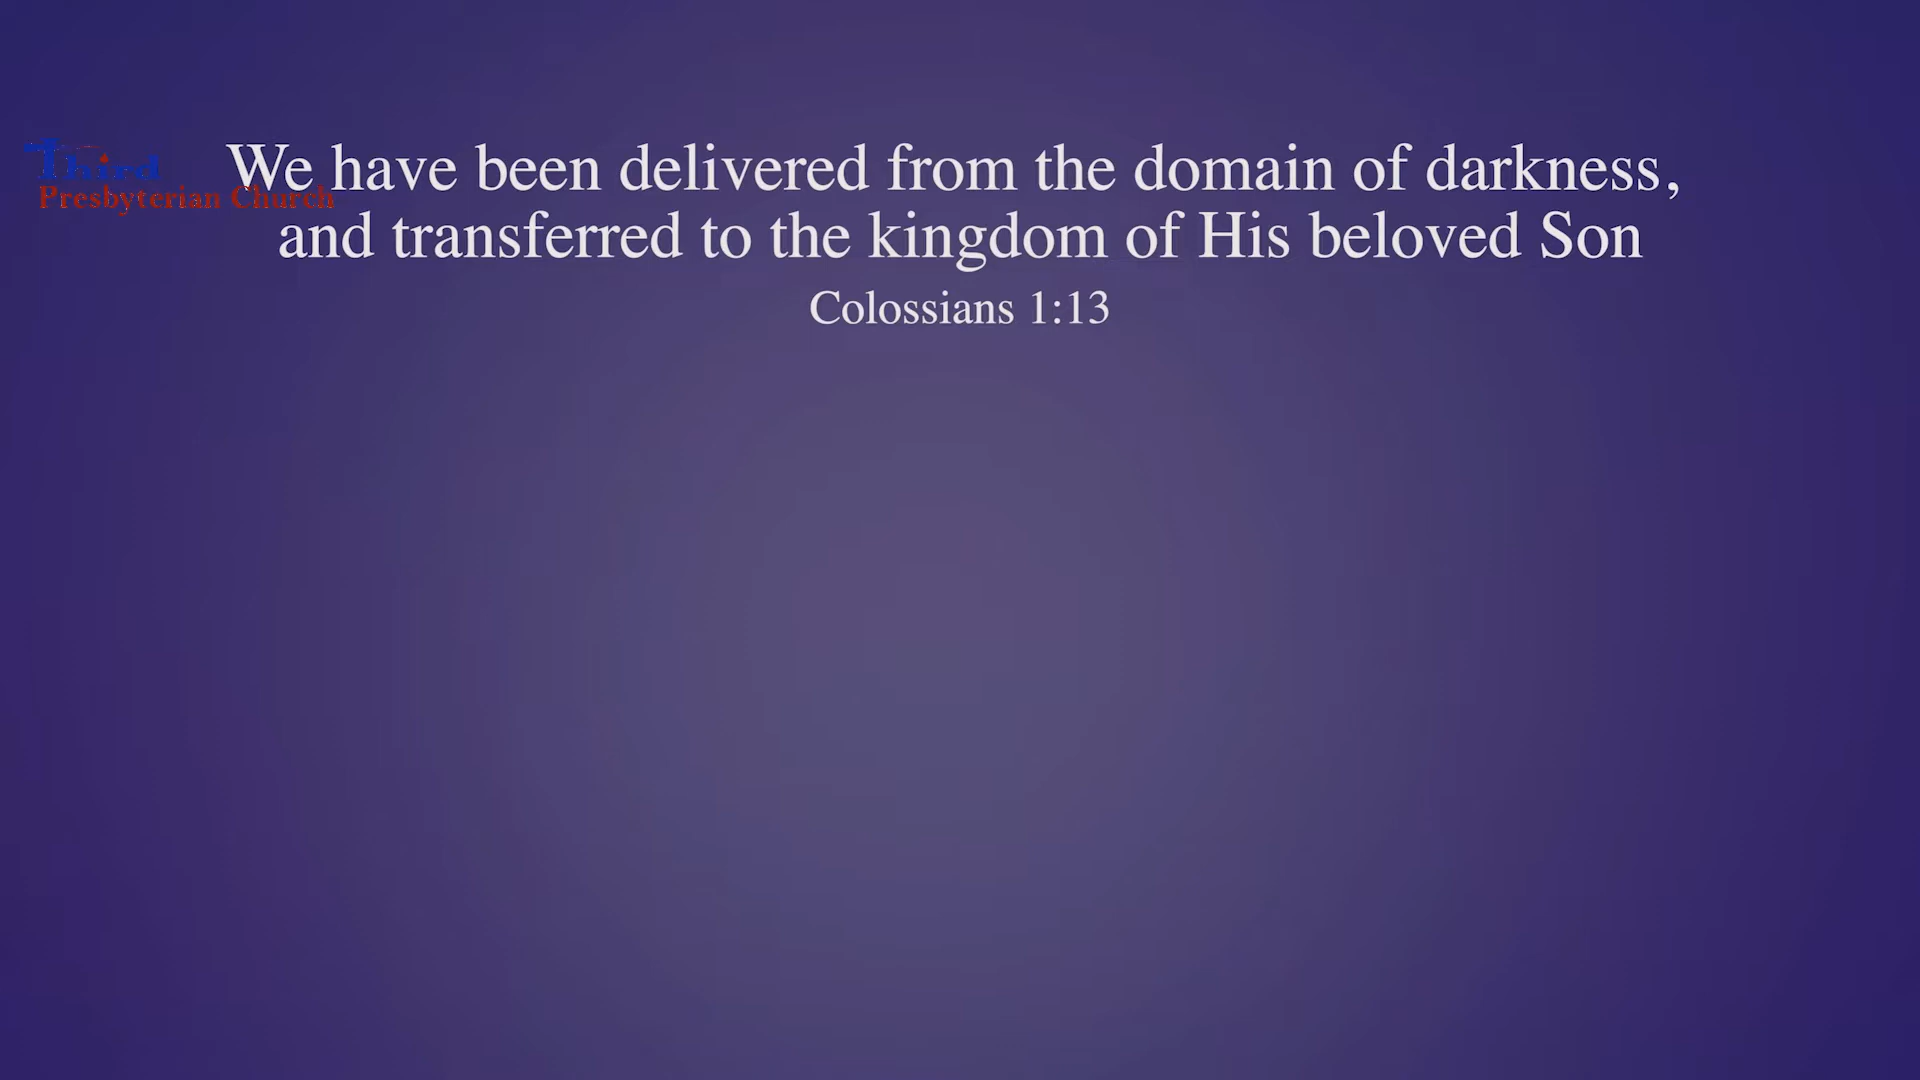 Third
Presbyterian Church
We have been delivered from the domain of darkness,
and transferred to the kingdom of His beloved Son
Colossians 1:13